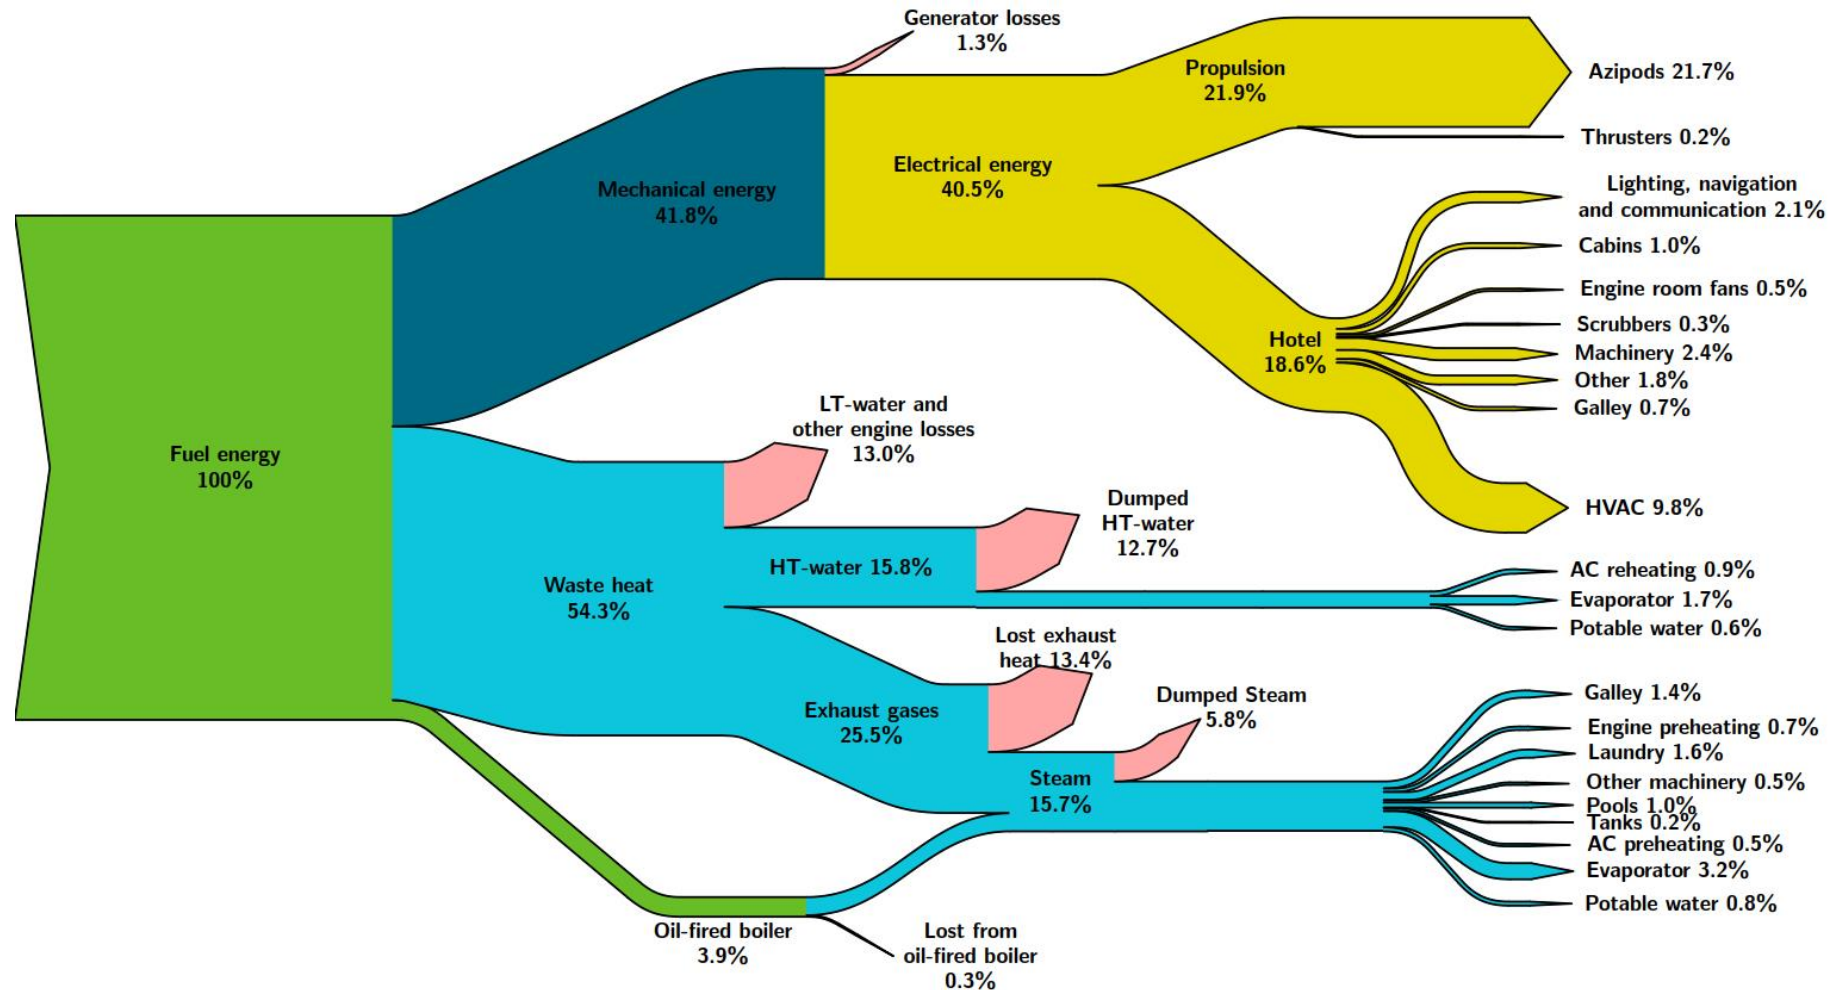 Generator losses
1.3%
Propulsion
21.9%
Azipods 21.7%
Thrusters 0.2%
Electrical energy
40.5%
Mechanical energy
41.8%
Lighting, navigation
and communication 2.1%
Cabins 1.0%
Engine room fans 0.5%
Scrubbers 0.3%
Hotel
18.6%
Machinery 2.4%
Other 1.8%
Galley 0.7%
HVAC 9.8%
Fuel energy
100%
LT-water and
other engine losses
13.0%
Dumped
HT-water
12.7%
HT-water 15.8%
Waste heat
54.3%
AC reheating 0.9%
Evaporator 1.7%
Potable water 0.6%
Lost exhaust
heat 13.4%
Dumped Steam
5.8%
Exhaust gases
25.5%
Steam
15.7%
Galley 1.4%
Engine preheating 0.7%
Laundry 1.6%
Other machinery 0.5%
Pools 1.0%
Tanks 0.2%
AC preheating 0.5%
Evaporator 3.2%
Potable water 0.8%
Oil-fired boiler
3.9%
Lost from
oil-fired boiler
0.3%